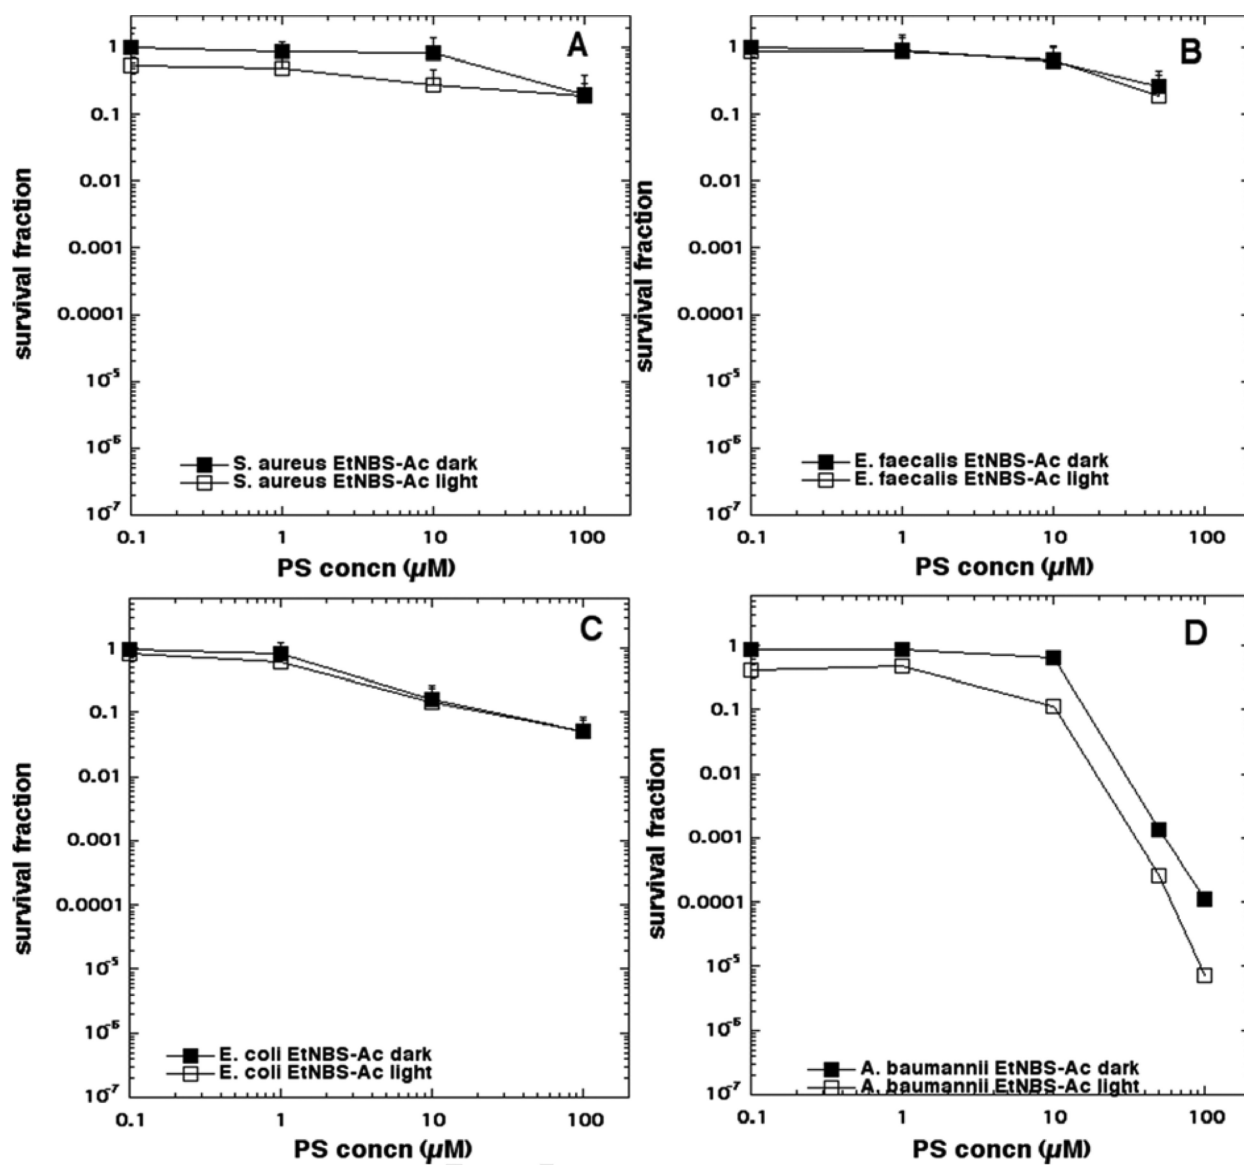 A
1
0.1
0.01
0.001
0.0001
10-5
10-6
10-7
survival fraction
S. aureus EtNBS-Ac dark
S. aureus EtNBS-Ac light
0.1 1 10 100
PS concn (µM)
B
1
0.1
0.01
0.001
0.0001
10-5
10-6
10-7
survival fraction
E. faecalis EtNBS-Ac dark
E. faecalis EtNBS-Ac light
0.1 1 10 100
PS concn (µM)
C
1
0.1
0.01
0.001
0.0001
10-5
10-6
10-7
survival fraction
E. coli EtNBS-Ac dark
E. coli EtNBS-Ac light
0.1 1 10 100
PS concn (µM)
D
1
0.1
0.01
0.001
0.0001
10-5
10-6
10-7
survival fraction
A. baumannii EtNBS-Ac dark
A. baumannii EtNBS-Ac light
0.1 1 10 100
PS concn (µM)